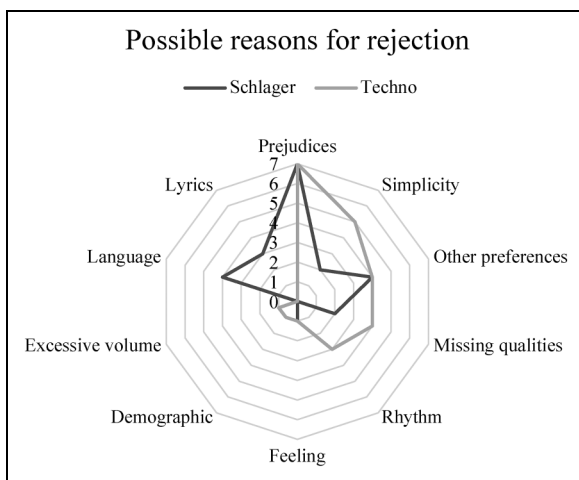 Possible reasons for rejection
Schlager Techno
Prejudices
7
6
5
4
3
2
1
0
Simplicity
Other preferences
Missing qualities
Rhythm
Feeling
Demographic
Excessive volume
Language
Lyrics